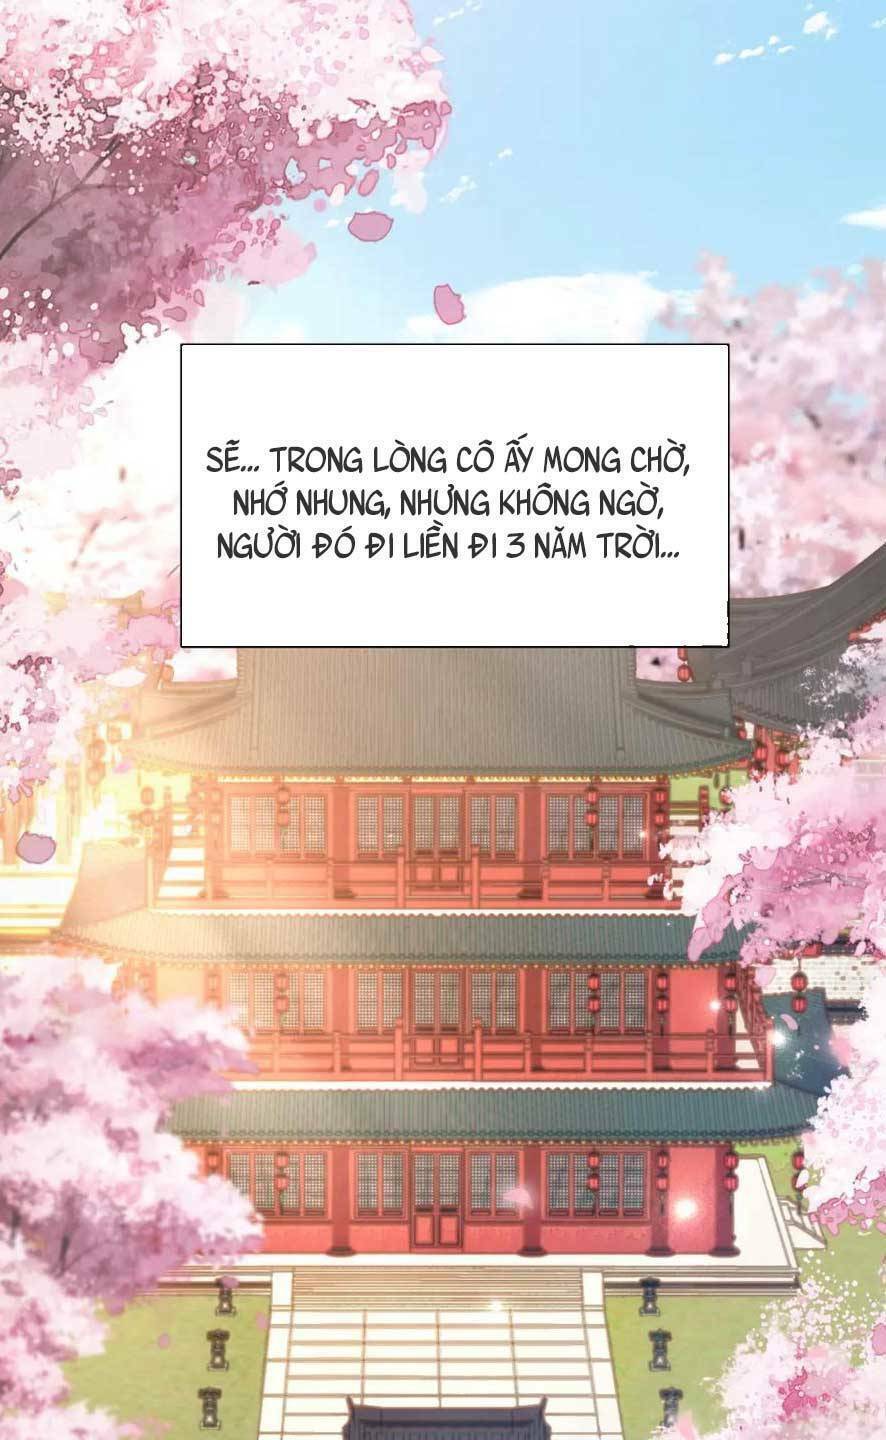 SẼ... TRONG LÒNG CÔ ẤY MONG CHỜ,
NHỚ NHUNG, NHƯNG KHÔNG NGỜ,
NGƯỜI ĐÓ ĐI LIỀN ĐI 3 NĂM TRỜI...